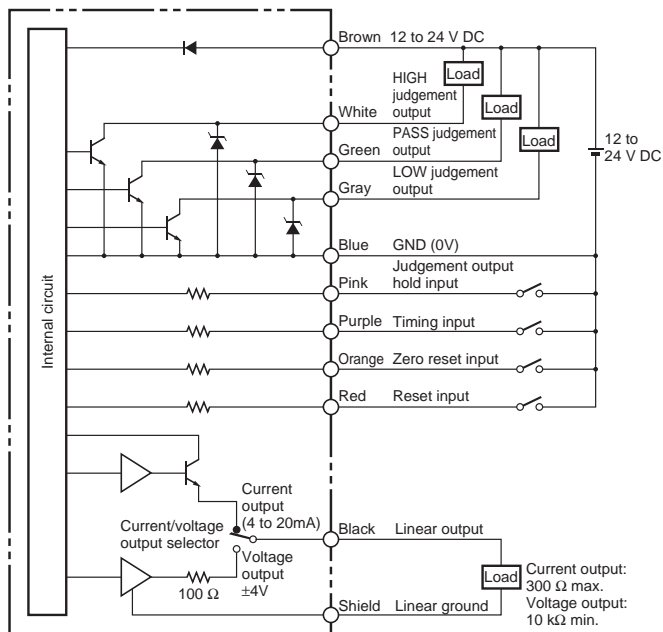 Internal circuit
Brown 12 to 24 V DC
Load
HIGH
judgement
output
White
Load
PASS judgement
output
Green
Load
12 to
24 V DC
LOW judgement
output
Gray
Blue GND (0V)
Judgement output
hold input
Pink
Purple Timing input
Orange Zero reset input
Red Reset input
Current
output
(4 to 20mA)
Current/voltage
output selector
Black Linear output
Voltage
output
±4V
100 Ω
Load
Current output:
300 Ω max.
Voltage output:
10 kΩ min.
Shield Linear ground